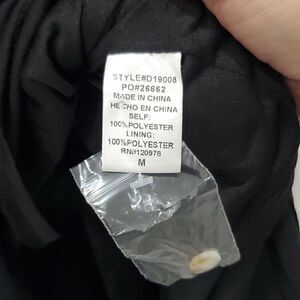 STYLE#D19008
PO#26662
MADE IN CHINA
HECHO EN CHINA
SELF:
100%POLYESTER
LINING:
100%POLYESTER
RN#120978
M